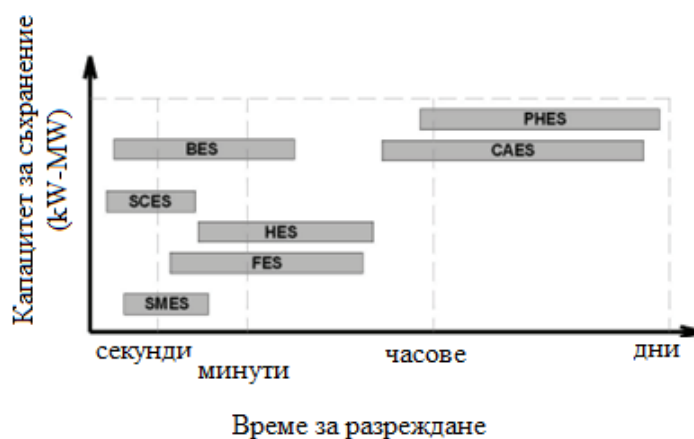 Капацитет за съхранение
(kW-MW)
PHES
BES
CAES
SCES
HES
FES
SMES
секунди
минути
часове
дни
Време за разреждане